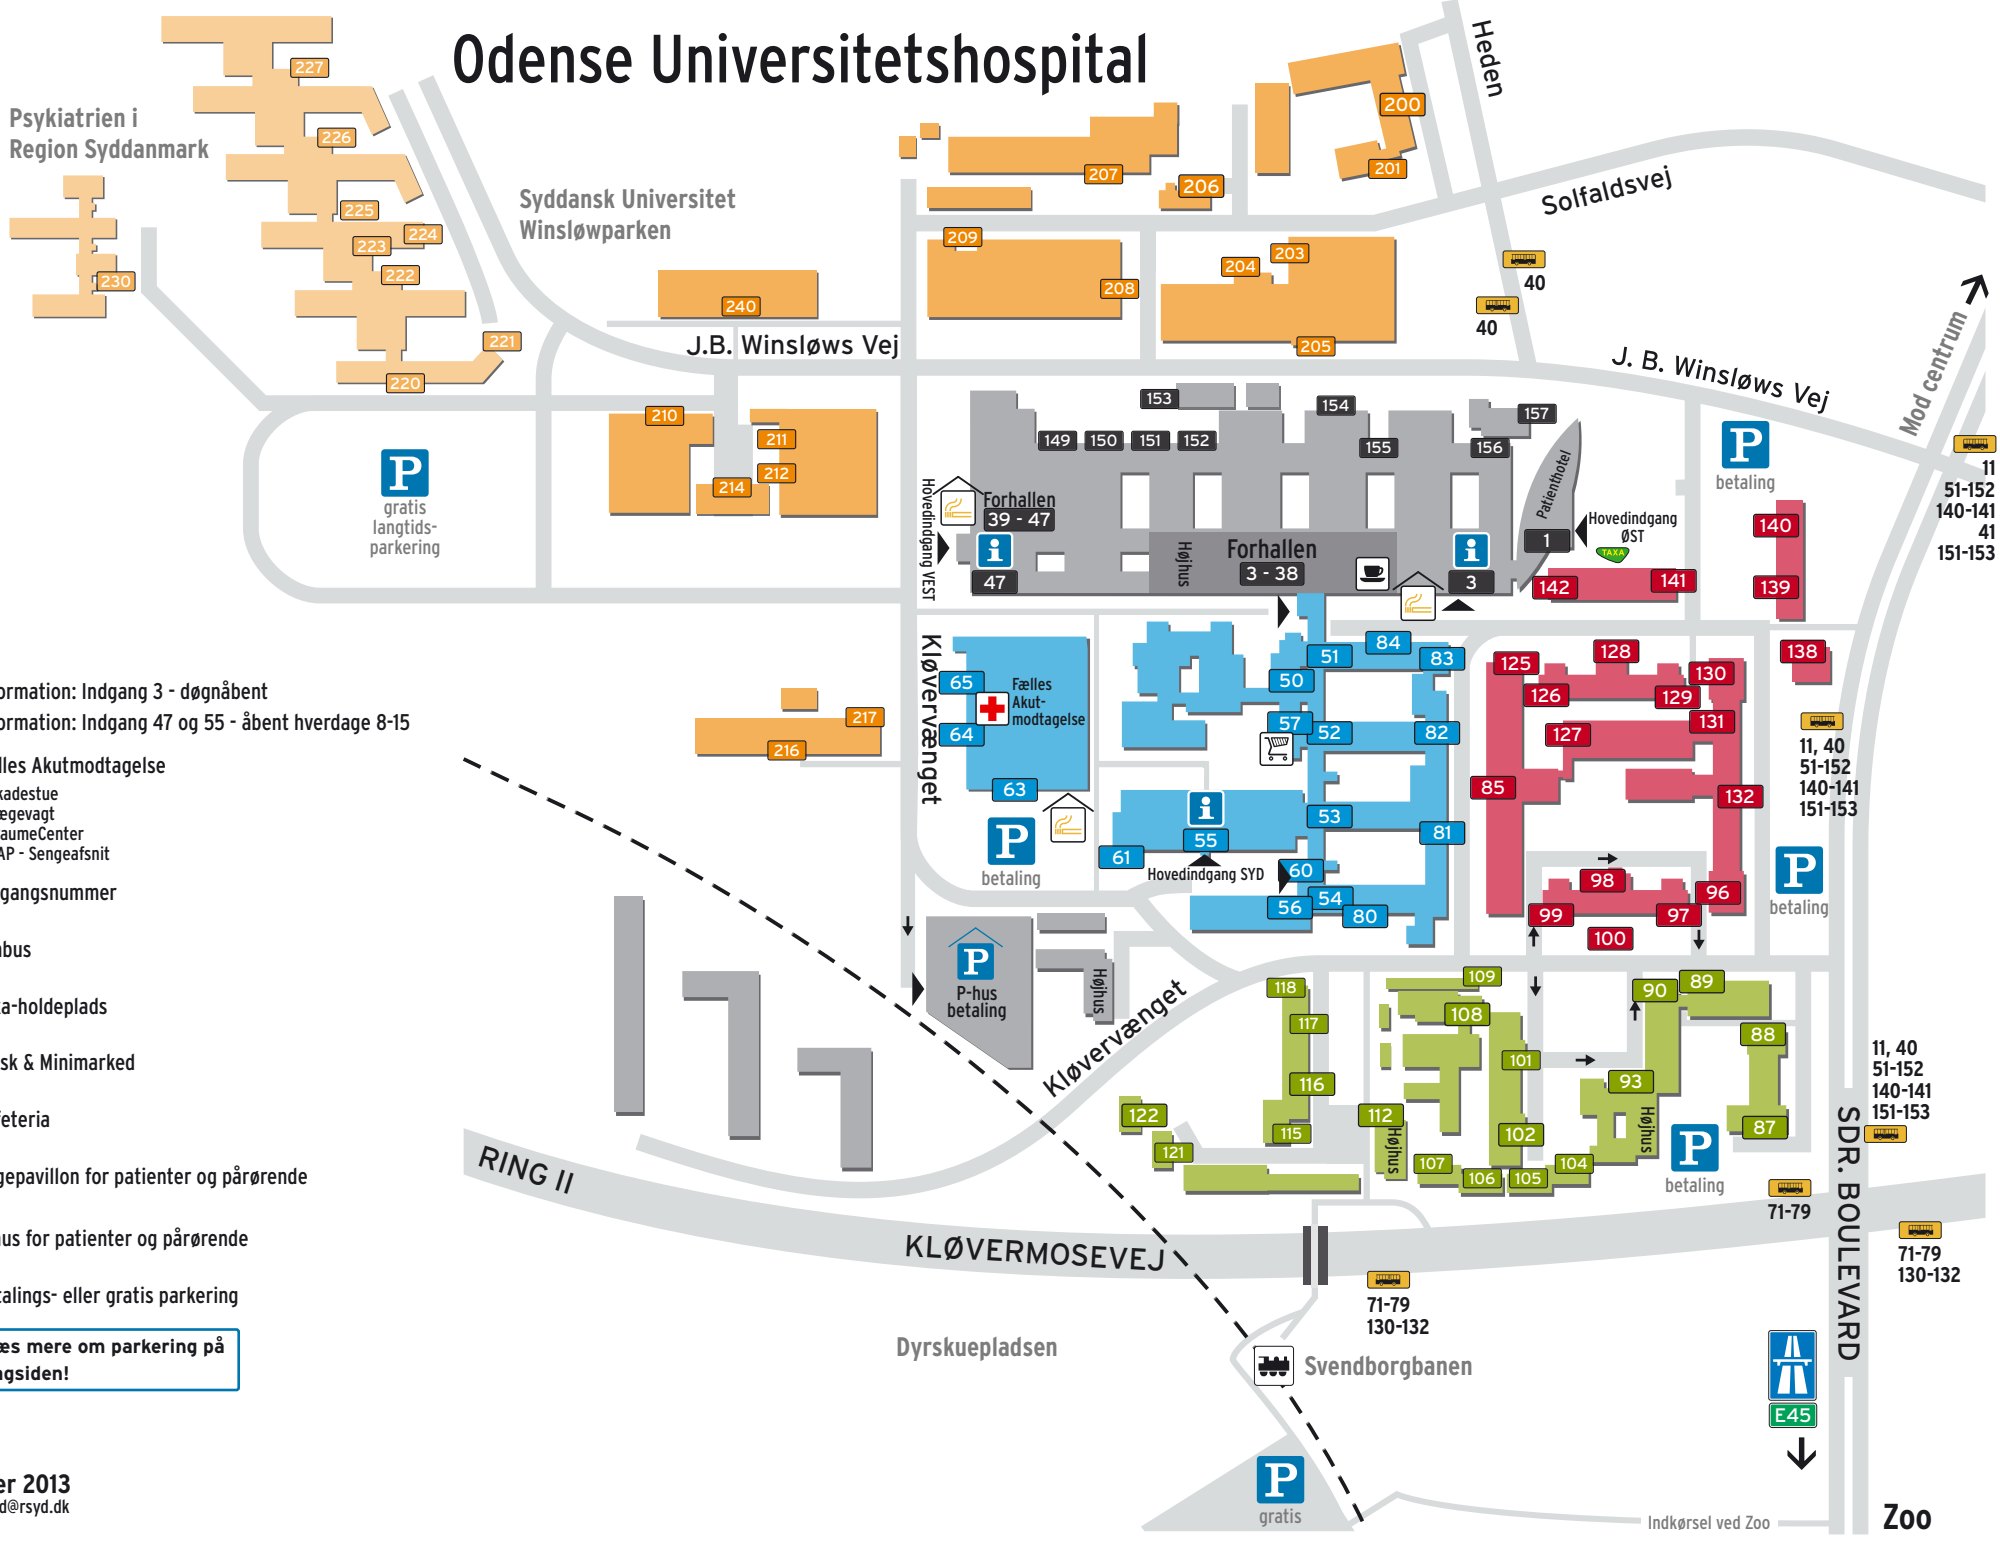 Odense Universitetshospital
Psykiatrien i
Region Syddanmark
227
226
225
224
223
222
221
220
230
Syddansk Universitet
Winsløwparken
240
207
206
200
201
209
208
204
203
205
Heden
Solfaldsvej
40
40
J.B. Winsløws Vej
J. B. Winsløws Vej
Mod centrum
11
51-152
140-141
41
151-153
P
gratis
langtids-
parkering
210
211
212
214
153
154
157
149
150
151
152
155
156
Hovedindgang VEST
Forhallen
39 - 47
i
47
Højhus
Forhallen
3 - 38
i
3
Patienthotel
1
Hovedindgang
ØST
TAXA
P
betaling
140
139
142
141
138
Kløvervænget
65
64
63
Fælles
Akut-
modtagelse
P
betaling
216
217
51
84
83
50
57
52
82
53
81
i
55
61
Hovedindgang SYD
60
54
56
80
125
126
128
129
130
131
127
85
132
98
99
97
96
100
11, 40
51-152
140-141
151-153
P
betaling
P
P-hus
betaling
Højhus
Kløvervænget
118
117
116
115
122
121
109
108
101
112
Højhus
102
107
106
105
104
90
89
88
93
Højhus
87
P
betaling
11, 40
51-152
140-141
151-153
SDR. BOULEVARD
71-79
71-79
130-132
71-79
130-132
RING II
KLØVERMOSEVEJ
Dyrskuepladsen
Svendborgbanen
P
gratis
E45
Indkørsel ved Zoo
Zoo
ormation: Indgang 3 - døgnåbent
ormation: Indgang 47 og 55 - åbent hverdage 8-15
lles Akutmodtagelse
kadestue
ægevagt
aumeCenter
AP - Sengeafsnit
gangsnummer
bus
a-holdeplads
sk & Minimarked
feteria
gepavillon for patienter og pårørende
us for patienter og pårørende
alings- eller gratis parkering
æs mere om parkering på
gsiden!
er 2013
d@rsyd.dk